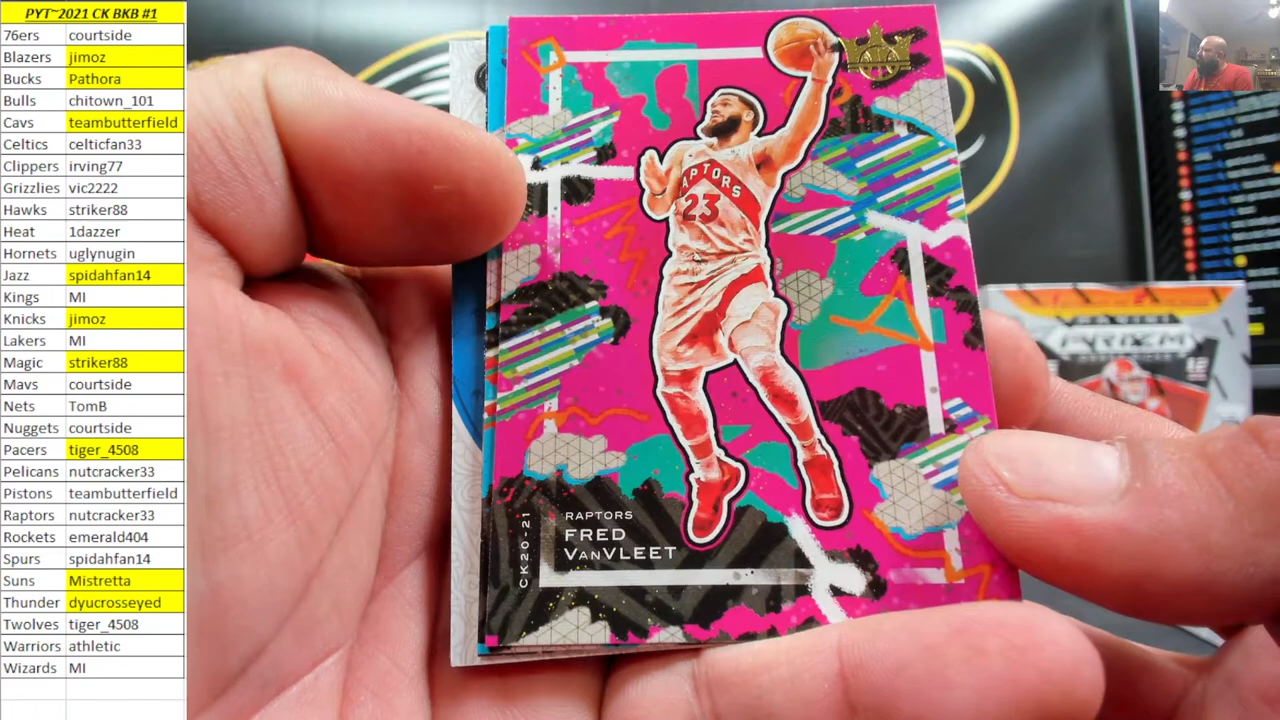 PYT~2021 CK BKB #1
76ers courtside
Blazers jimoz
Bucks Pathora
Bulls chitown_101
Cavs teambutterfield
Celtics celticfan33
Clippers irving77
Grizzlies vic2222
Hawks striker88
Heat 1dazzer
Hornets uglynugin
Jazz spidahfan14
Kings MI
Knicks jimoz
Lakers MI
Magic striker88
Mavs courtside
Nets TomB
Nuggets courtside
Pacers tiger_4508
Pelicans nutcracker33
Pistons teambutterfield
Raptors nutcracker33
Rockets emerald404
Spurs spidahfan14
Suns Mistretta
Thunder dyucrosseyed
Twolves tiger_4508
Warriors athletic
Wizards MI
RAPTORS
23
CK20-21
RAPTORS
FRED
VANVLEET
PANINI
PRIZM
12